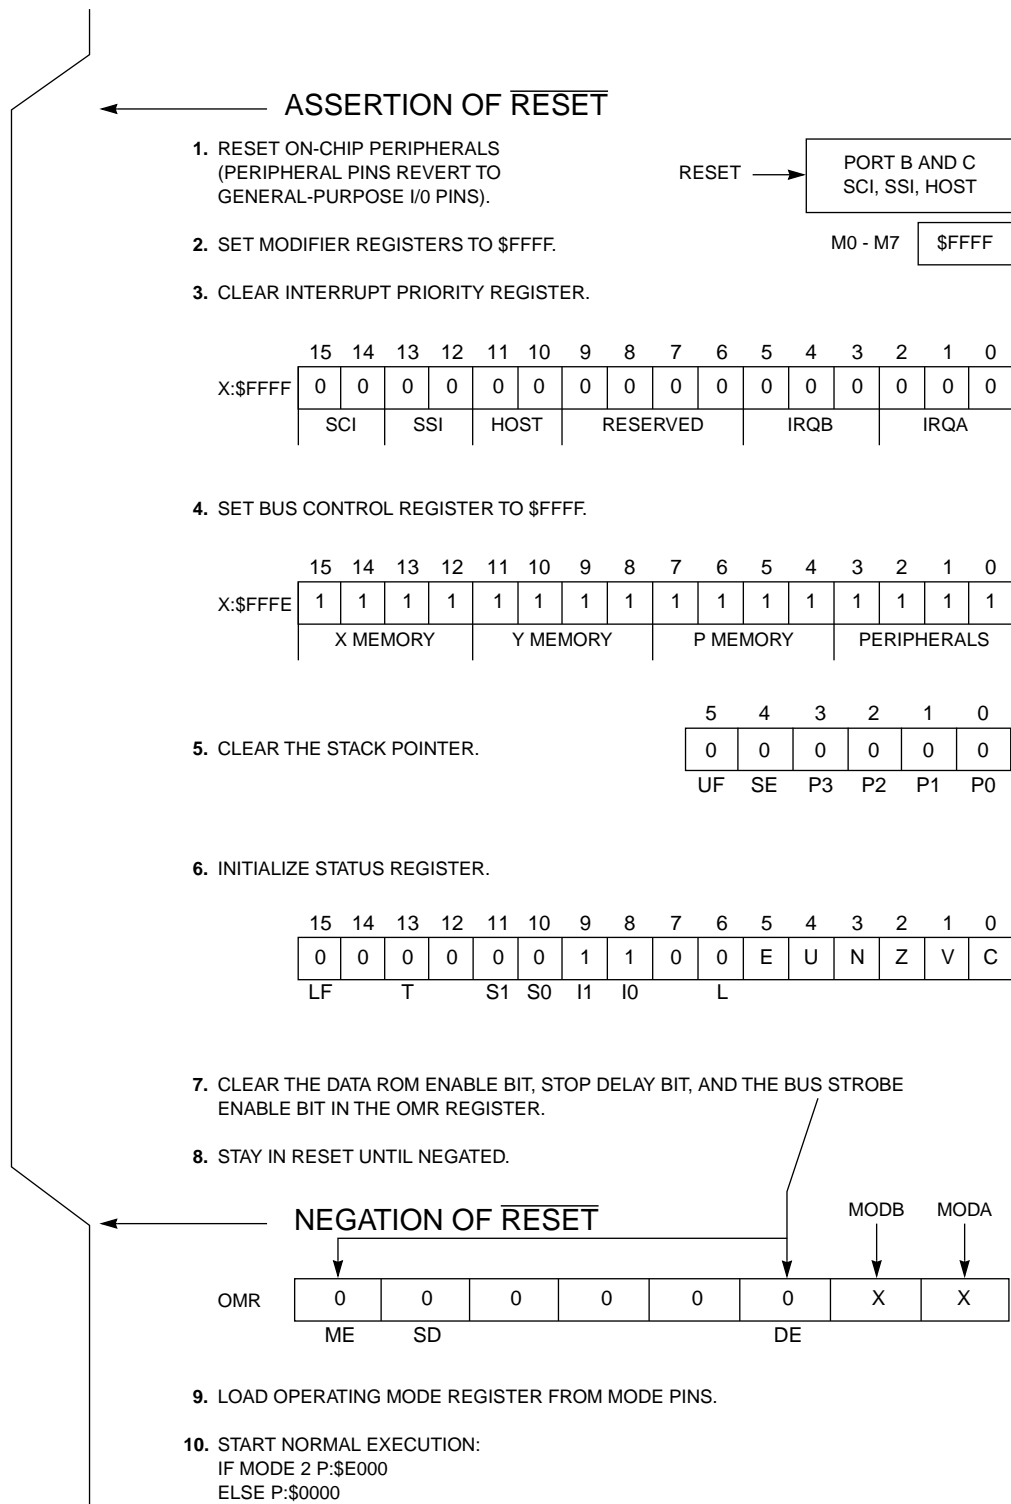 ASSERTION OF RESET
1. RESET ON-CHIP PERIPHERALS
(PERIPHERAL PINS REVERT TO
GENERAL-PURPOSE I/0 PINS).
RESET
PORT B AND C
SCI, SSI, HOST
2. SET MODIFIER REGISTERS TO $FFFF.
M0 - M7 $FFFF
3. CLEAR INTERRUPT PRIORITY REGISTER.
15 14 13 12 11 10 9 8 7 6 5 4 3 2 1 0
X:$FFFF 0 0 0 0 0 0 0 0 0 0 0 0 0 0 0 0
SCI SSI HOST RESERVED IRQB IRQA
4. SET BUS CONTROL REGISTER TO $FFFF.
15 14 13 12 11 10 9 8 7 6 5 4 3 2 1 0
X:$FFFE 1 1 1 1 1 1 1 1 1 1 1 1 1 1 1 1
X MEMORY Y MEMORY P MEMORY PERIPHERALS
5 4 3 2 1 0
5. CLEAR THE STACK POINTER. 0 0 0 0 0 0
UF SE P3 P2 P1 P0
6. INITIALIZE STATUS REGISTER.
15 14 13 12 11 10 9 8 7 6 5 4 3 2 1 0
0 0 0 0 0 0 1 1 0 0 E U N Z V C
LF T S1 S0 I1 I0 L
7. CLEAR THE DATA ROM ENABLE BIT, STOP DELAY BIT, AND THE BUS STROBE
ENABLE BIT IN THE OMR REGISTER.
8. STAY IN RESET UNTIL NEGATED.
NEGATION OF RESET
MODB MODA
OMR 0 0 0 0 0 0 X X
ME SD DE
9. LOAD OPERATING MODE REGISTER FROM MODE PINS.
10. START NORMAL EXECUTION:
IF MODE 2 P:$E000
ELSE P:$0000